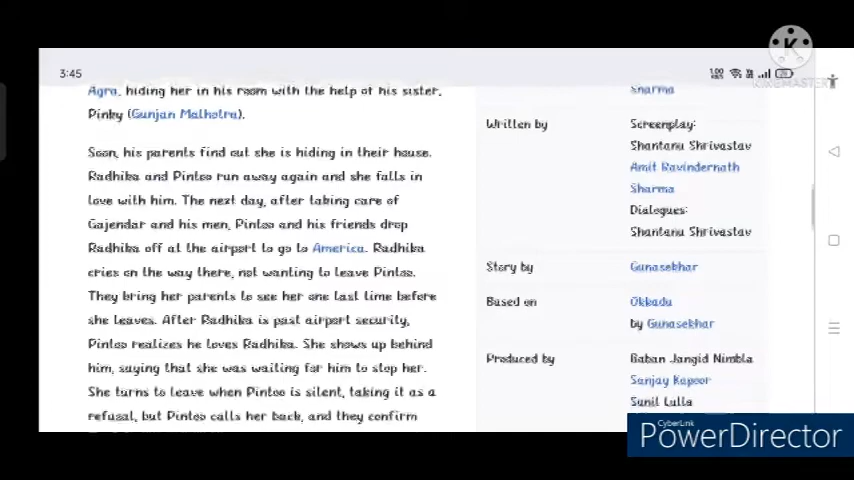 3:45
KINEMASTER
Agra, hiding her in his room with the help of his sister,
Pinky (Gunjan Malhotra).
Soon, his parents find out she is hiding in their house.
Radhika and Pintoo run away again and she falls in
love with him. The next day, after taking care of
Gajendar and his men, Pintoo and his friends drop
Radhika off at the airport to go to America. Radhika
cries on the way there, not wanting to leave Pintoo.
They bring her parents to see her one last time before
she leaves. After Radhika is past airport security,
Pintoo realizes he loves Radhika. She shows up behind
him, saying that she was waiting for him to stop her.
She turns to leave when Pintoo is silent, taking it as a
refusal, but Pintoo calls her back, and they confirm
Sharma
Written by
Screenplay:
Shantanu Shrivastav
Amit Ravindernath
Sharma
Dialogues:
Shantanu Shrivastav
Story by
Gunasekhar
Based on
Okkadu
by Gunasekhar
Produced by
Baban Jangid Nimbla
Sanjay Kapoor
Sunil Lulla
CyberLink
PowerDirector